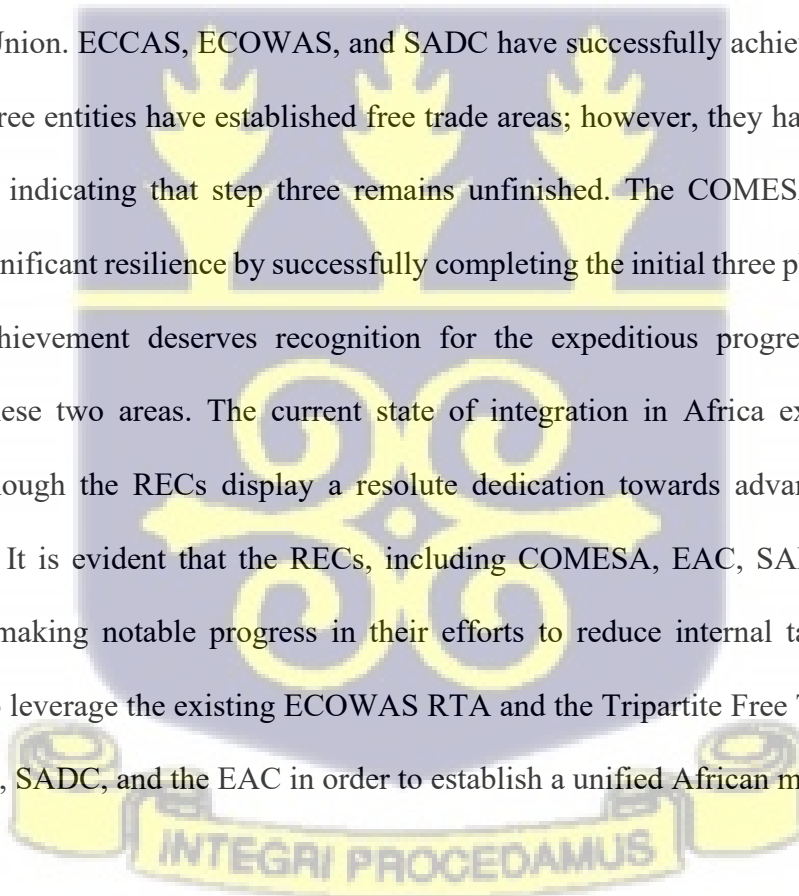 Union. ECCAS, ECOWAS, and SADC have successfully achie
ree entities have established free trade areas; however, they ha
indicating that step three remains unfinished. The COMESA
nificant resilience by successfully completing the initial three p
hievement deserves recognition for the expeditious progre
ese two areas. The current state of integration in Africa ex
ough the RECs display a resolute dedication towards advan
It is evident that the RECs, including COMESA, EAC, SA
making notable progress in their efforts to reduce internal ta
leverage the existing ECOWAS RTA and the Tripartite Free
, SADC, and the EAC in order to establish a unified African m
INTEGRI PROCEDAMUS